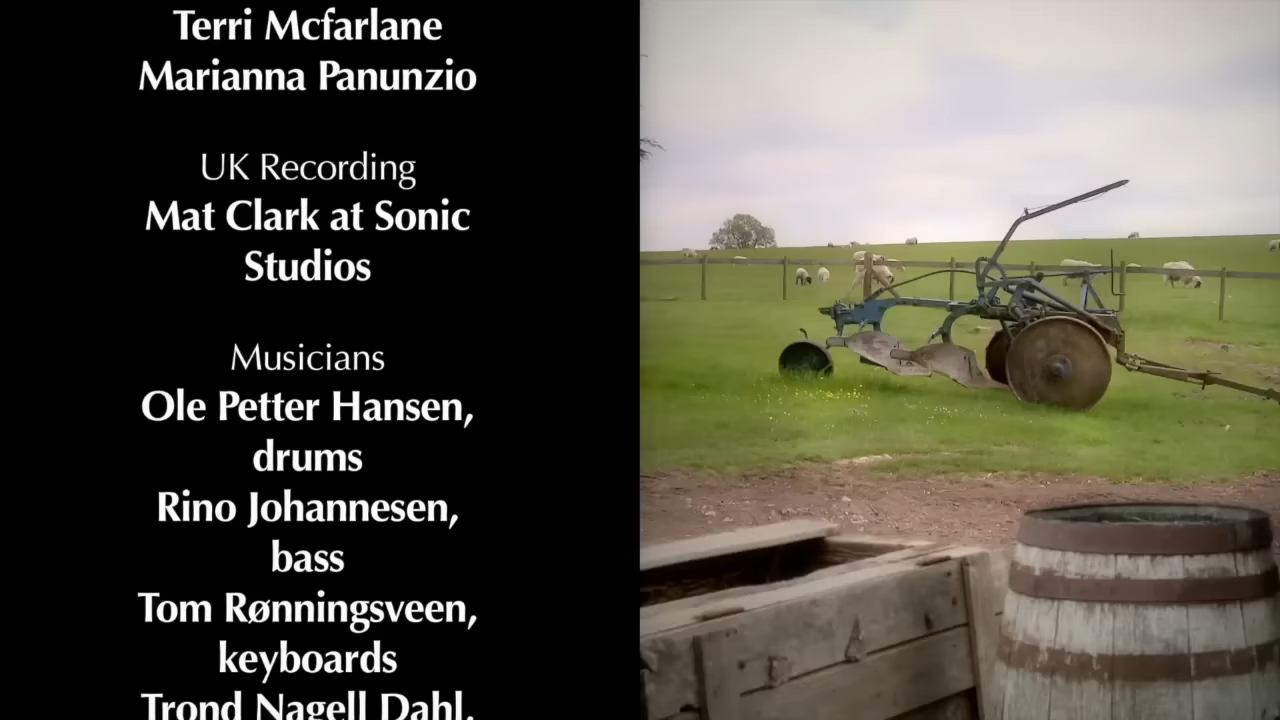 Terri Mcfarlane
Marianna Panunzio
UK Recording
Mat Clark at Sonic
Studios
Musicians
Ole Petter Hansen,
drums
Rino Johannesen,
bass
Tom Rønningsveen,
keyboards
Trond Nagell Dahl,